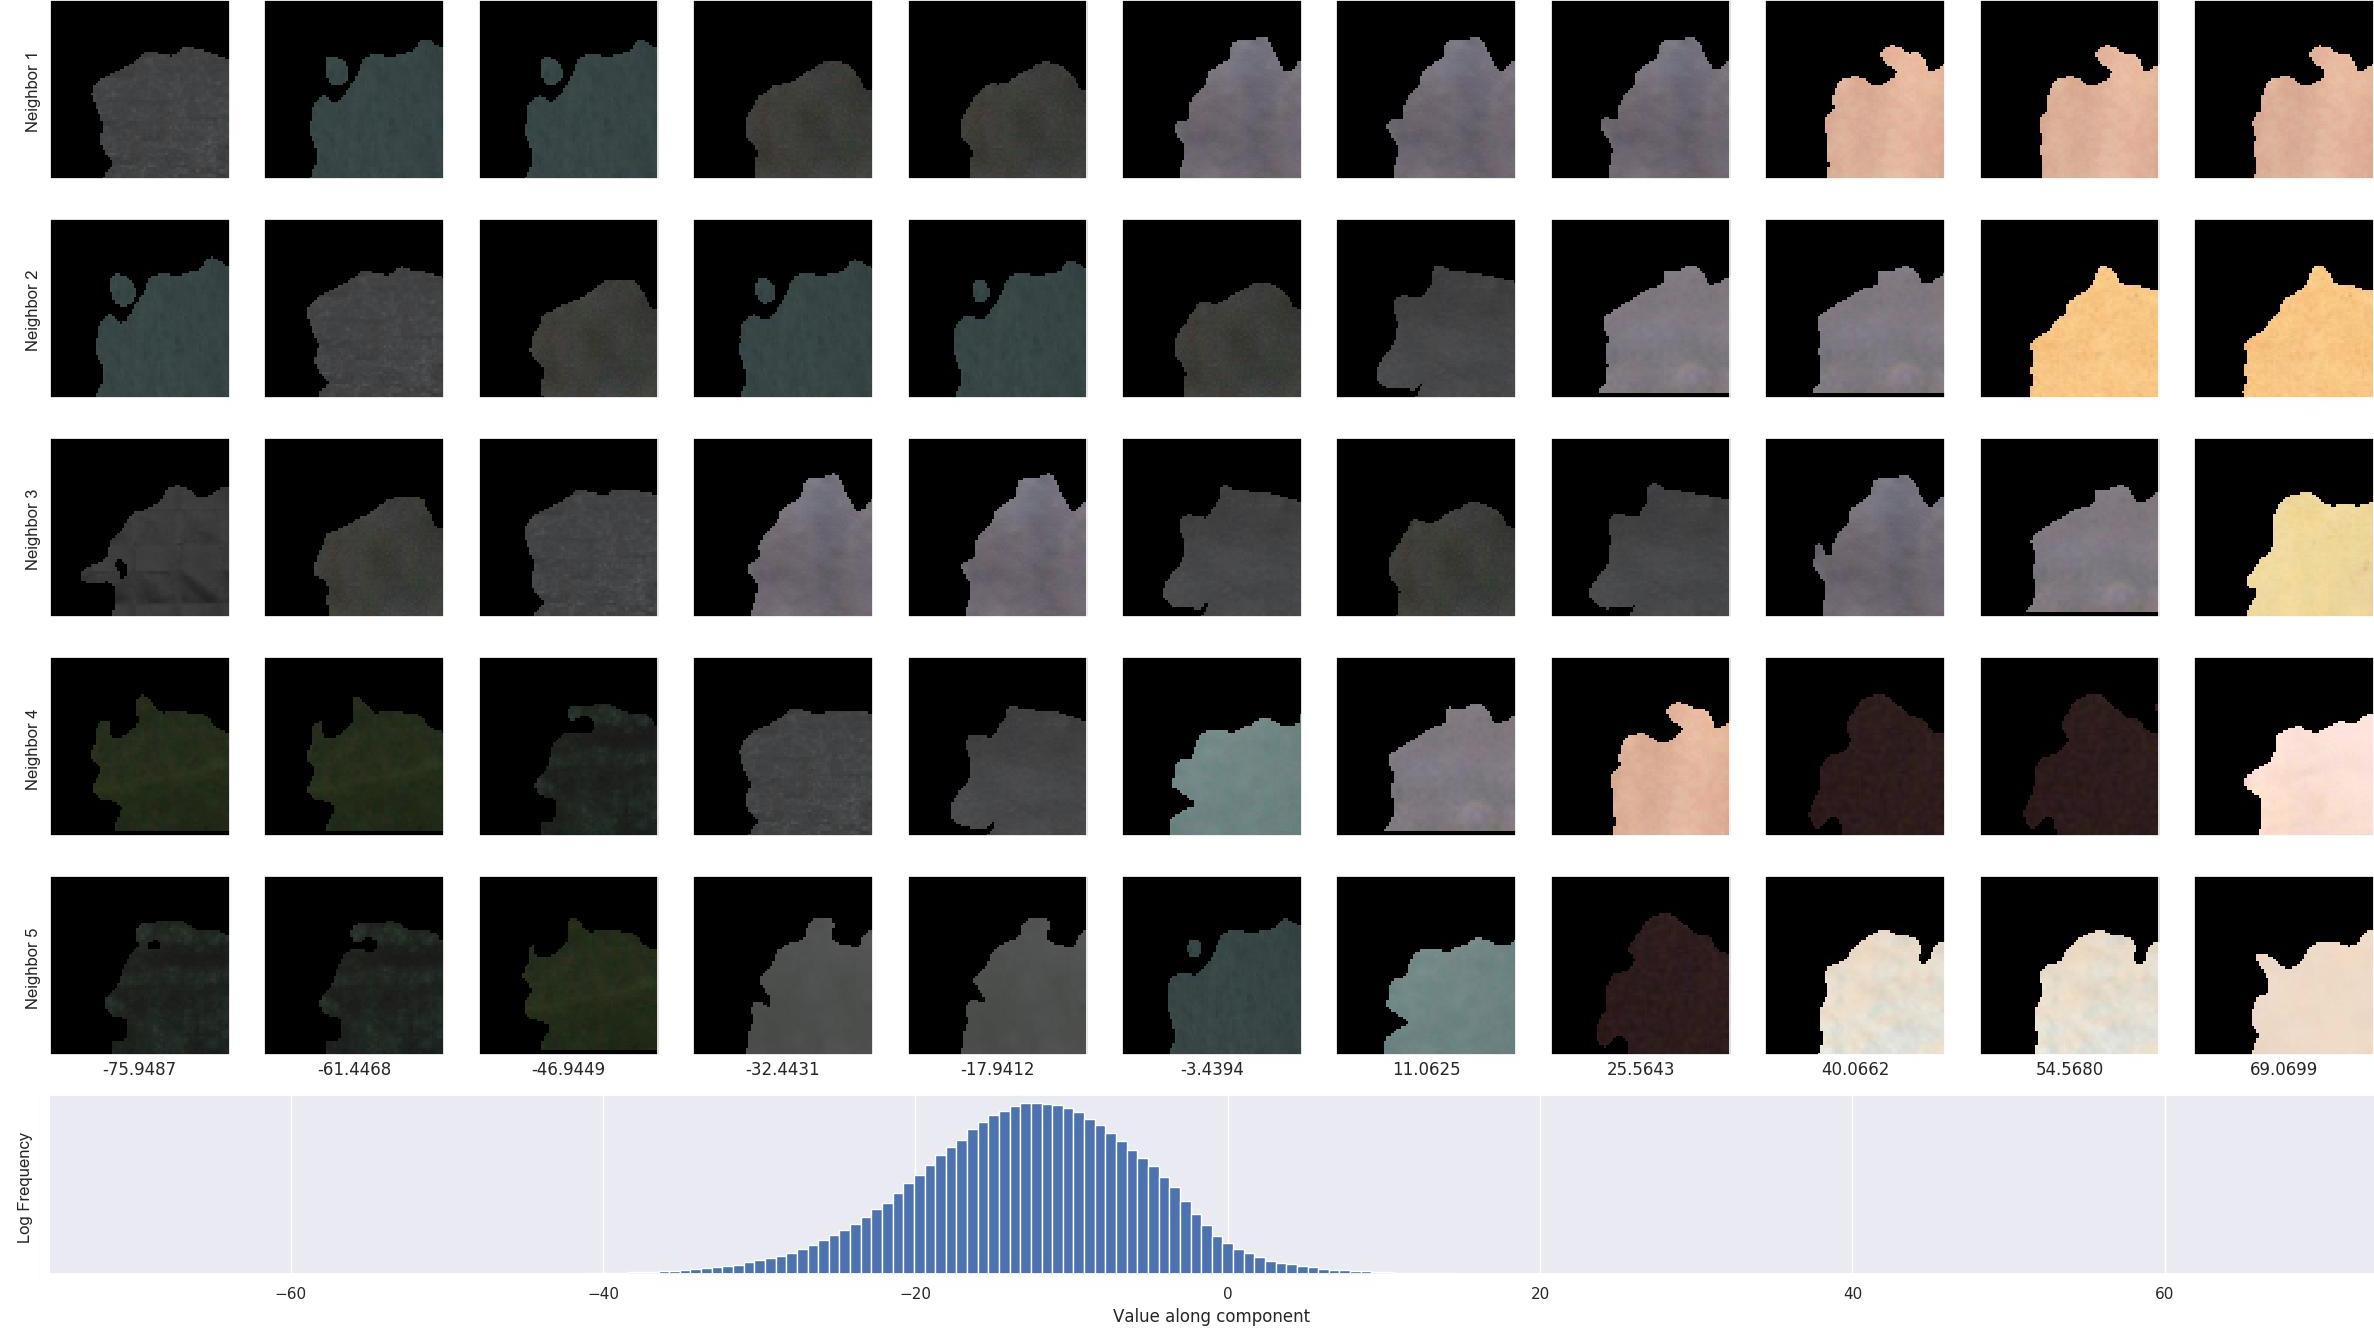 Neighbor 1
Neighbor 2
Neighbor 3
Neighbor 4
Neighbor 5
-75.9487 -61.4468 -46.9449 -32.4431 -17.9412 -3.4394 11.0625 25.5643 40.0662 54.5680 69.0699
Log Frequency
−60 −40 −20 0 20 40 60
Value along component